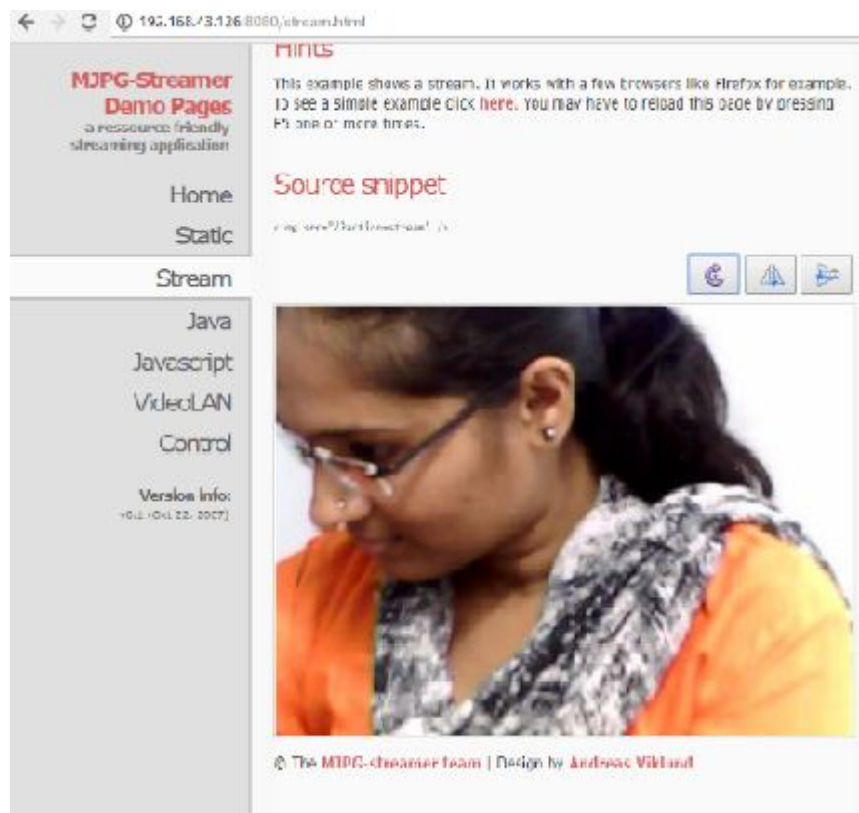 192.168.43.126:8080/stream.html
MJPG-Streamer
Demo Pages
a ressource friendly
streaming application
Home
Static
Stream
Java
Javascript
VideoLAN
Control
Version info:
Hints
This example shows a stream. It works with a few browsers like Firefox for example.
To see a simple example click here. You may have to reload this page by pressing
F5 one or more times.
Source snippet
© The MJPG-streamer team | Design by Andreas Viklund